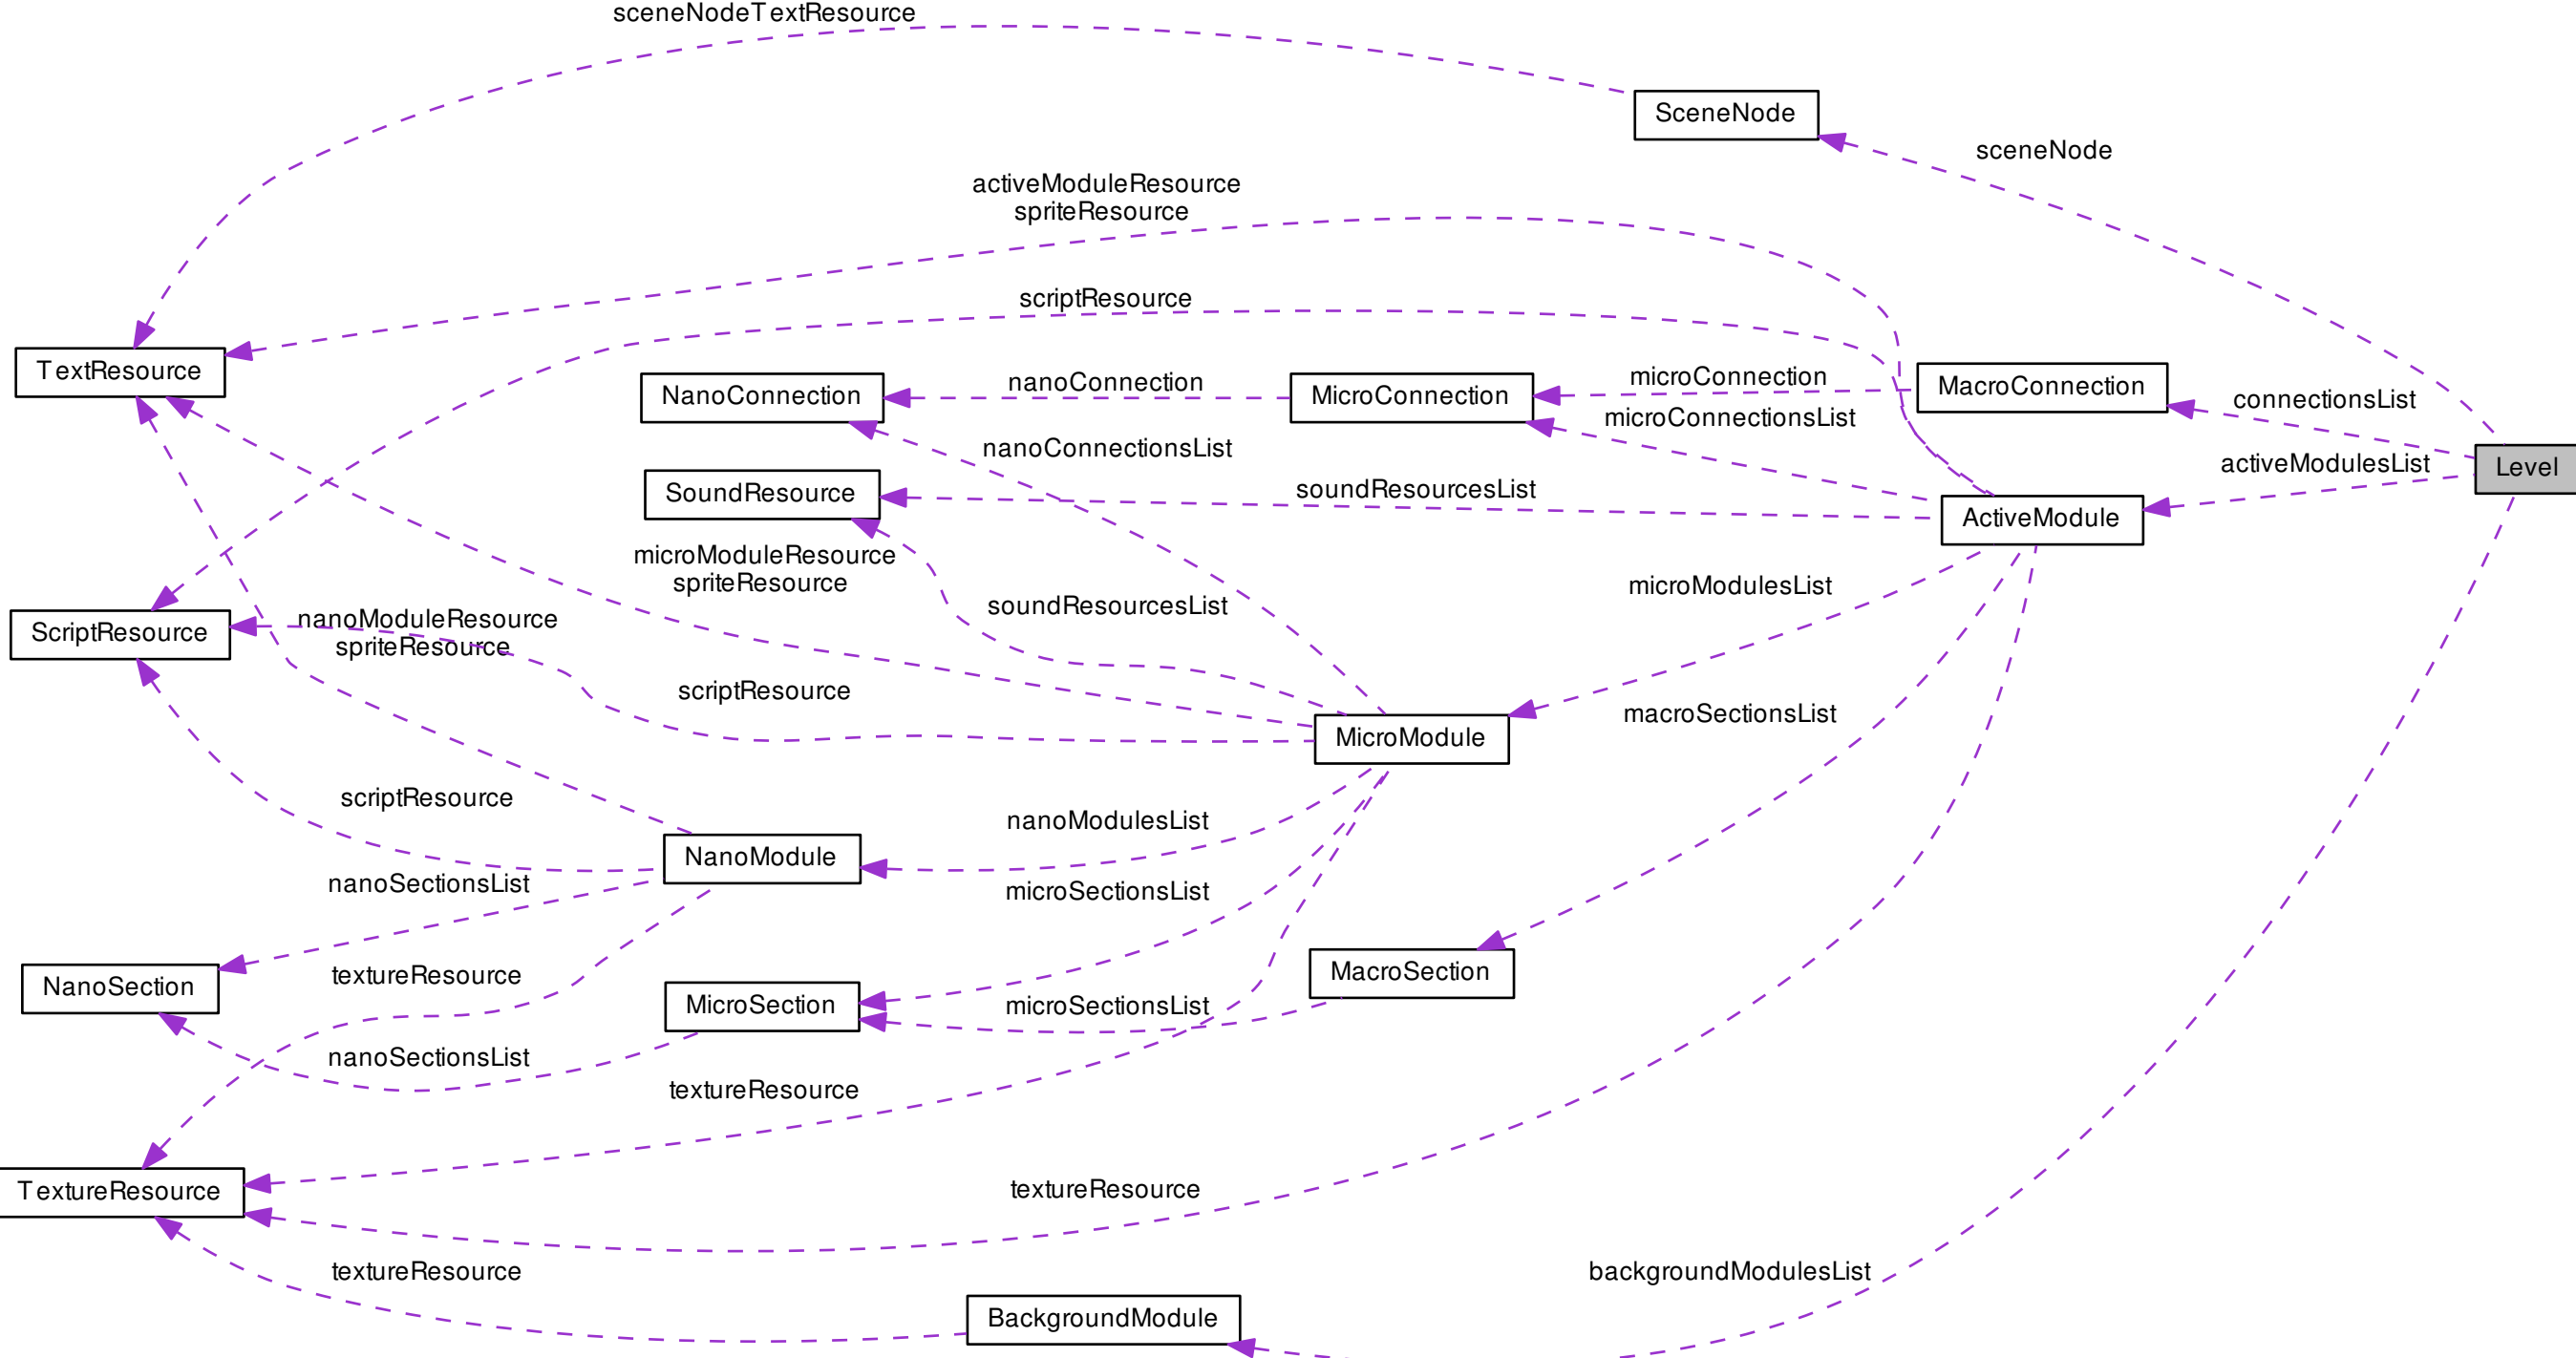 sceneNodeTextResource
SceneNode
sceneNode
activeModuleResource
spriteResource
scriptResource
TextResource
NanoConnection
nanoConnection
MicroConnection
microConnection
MacroConnection
connectionsList
microConnectionsList
nanoConnectionsList
Level
activeModulesList
SoundResource
soundResourcesList
ActiveModule
microModuleResource
spriteResource
microModulesList
soundResourcesList
ScriptResource
nanoModuleResource
spriteResource
scriptResource
macroSectionsList
MicroModule
scriptResource
nanoModulesList
NanoModule
nanoSectionsList
microSectionsList
textureResource
MacroSection
NanoSection
MicroSection
microSectionsList
nanoSectionsList
textureResource
TextureResource
textureResource
textureResource
backgroundModulesList
BackgroundModule